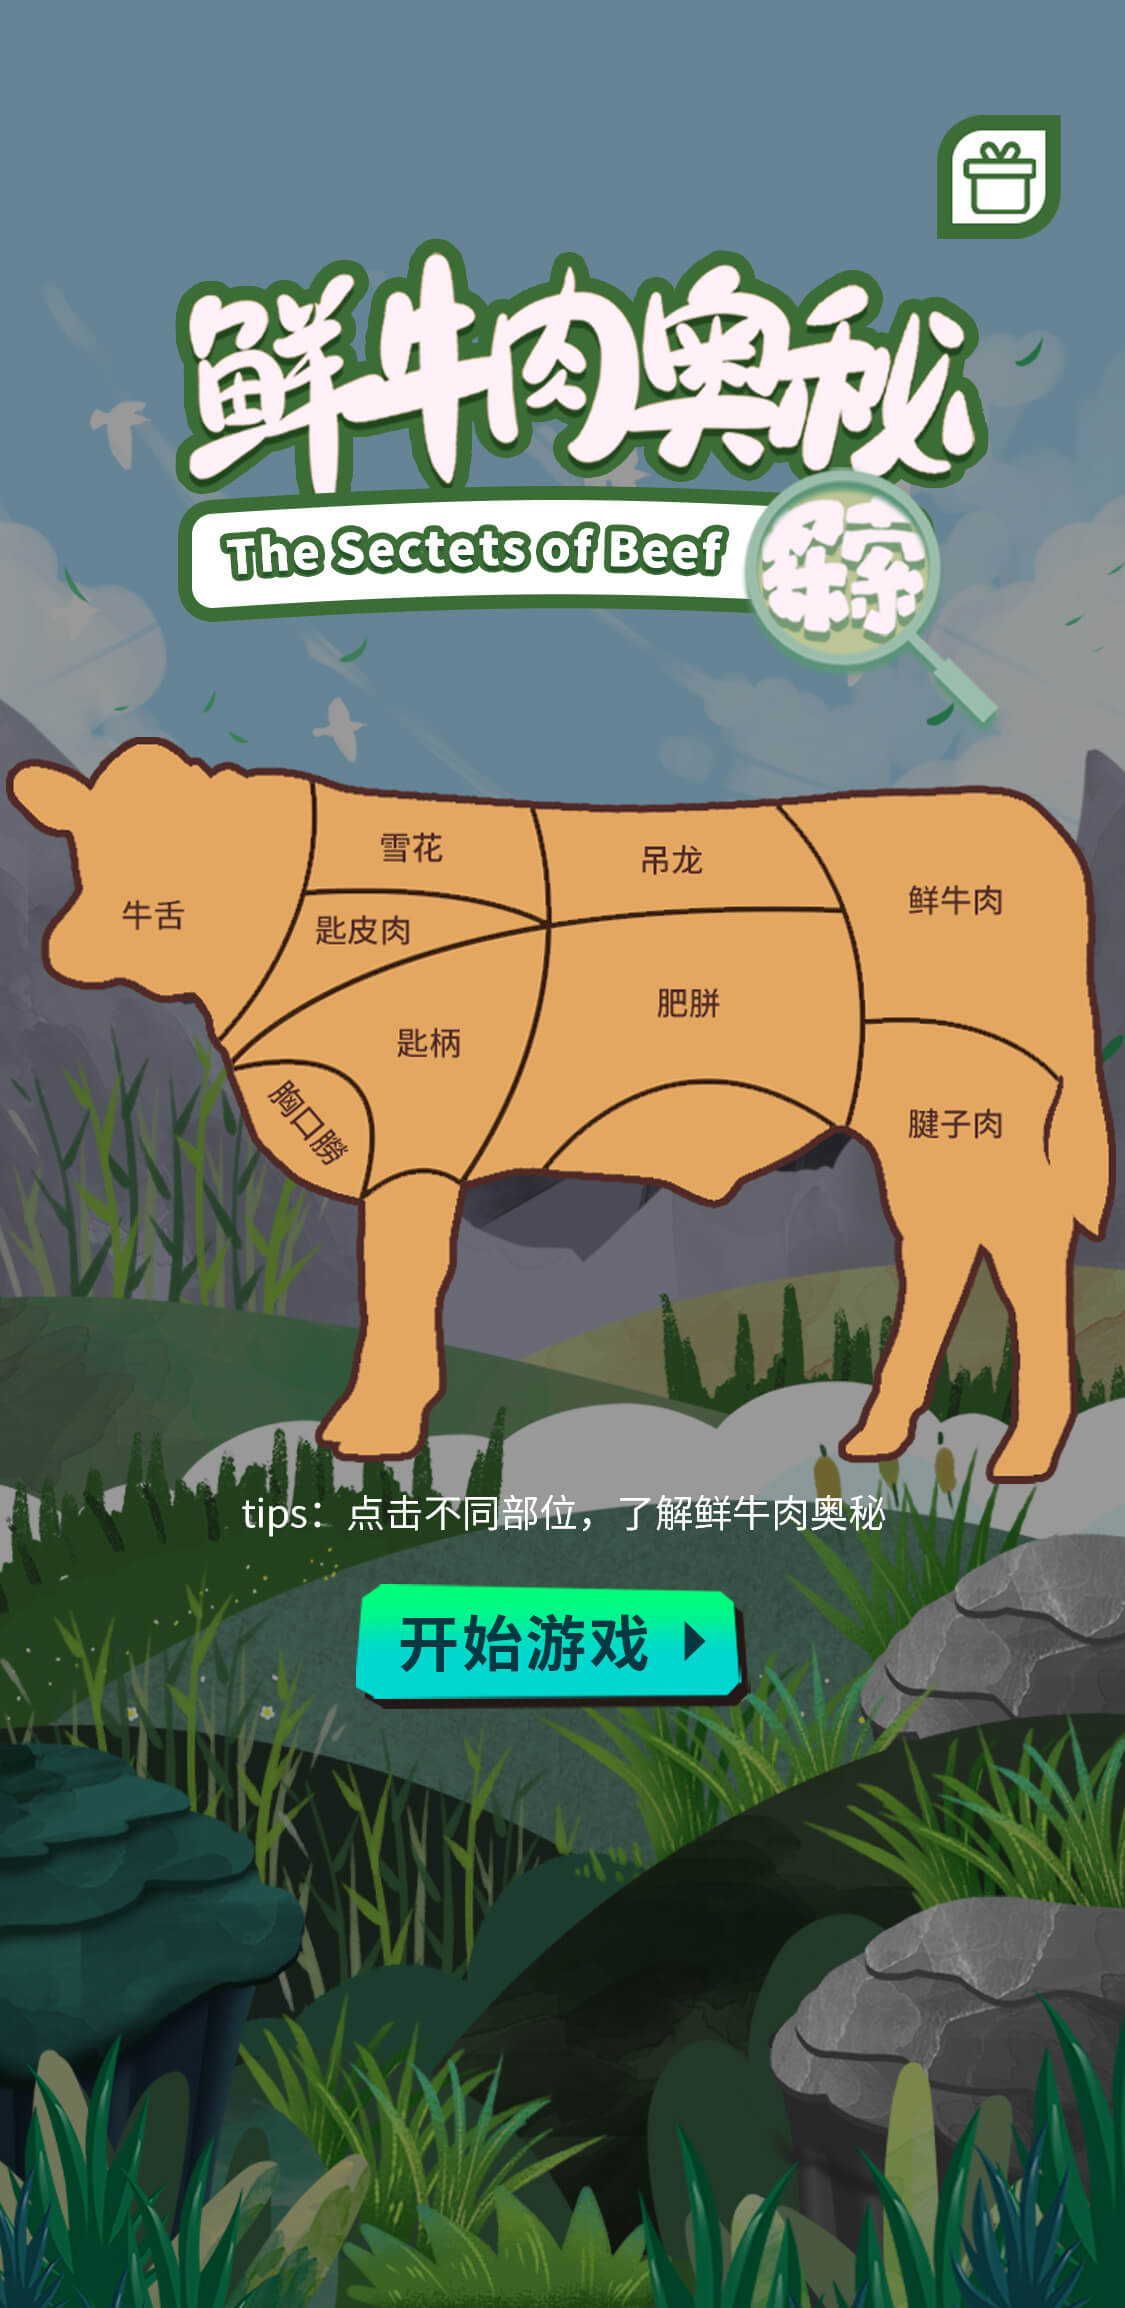 鲜牛肉奥秘
The Sectets of Beef
探索
雪花
吊龙
鲜牛肉
牛舌
匙皮肉
肥胼
匙柄
胸口朥
腱子肉
tips：点击不同部位，了解鲜牛肉奥秘
开始游戏